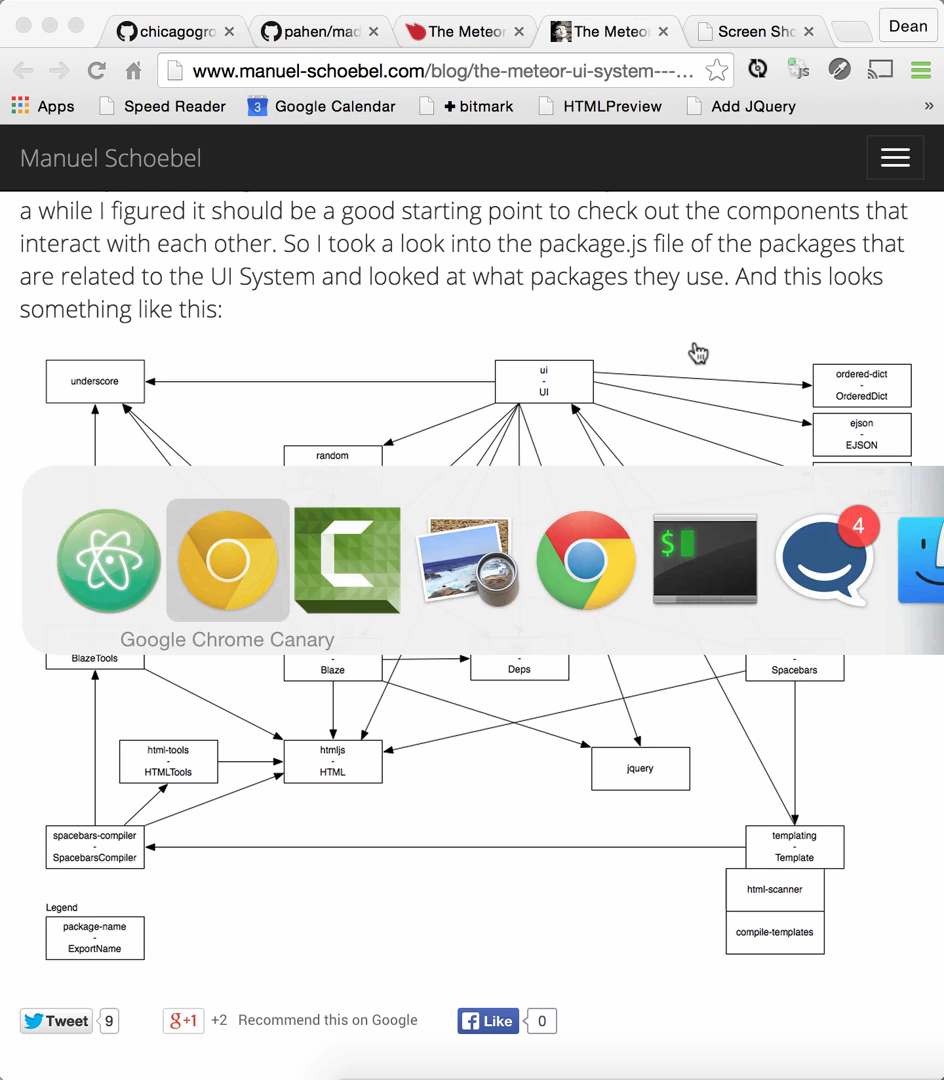 chicagogro
pahen/mad
The Meteor
The Meteor
Screen Sho
Dean
www.manuel-schoebel.com/blog/the-meteor-ui-system---...
JS
Apps
Speed Reader
3
Google Calendar
+ bitmark
HTMLPreview
Add JQuery
»
Manuel Schoebel
a while I figured it should be a good starting point to check out the components that
interact with each other. So I took a look into the package.js file of the packages that
are related to the UI System and looked at what packages they use. And this looks
something like this:
underscore
ui
-
UI
ordered-dict
-
OrderedDict
ejson
-
EJSON
random
$
4
Google Chrome Canary
BlazeTools
-
Blaze
-
Deps
-
Spacebars
html-tools
-
HTMLTools
htmljs
-
HTML
jquery
spacebars-compiler
-
SpacebarsCompiler
templating
-
Template
html-scanner
compile-templates
Legend
package-name
-
ExportName
Tweet
9
g+1
+2
Recommend this on Google
Like
0